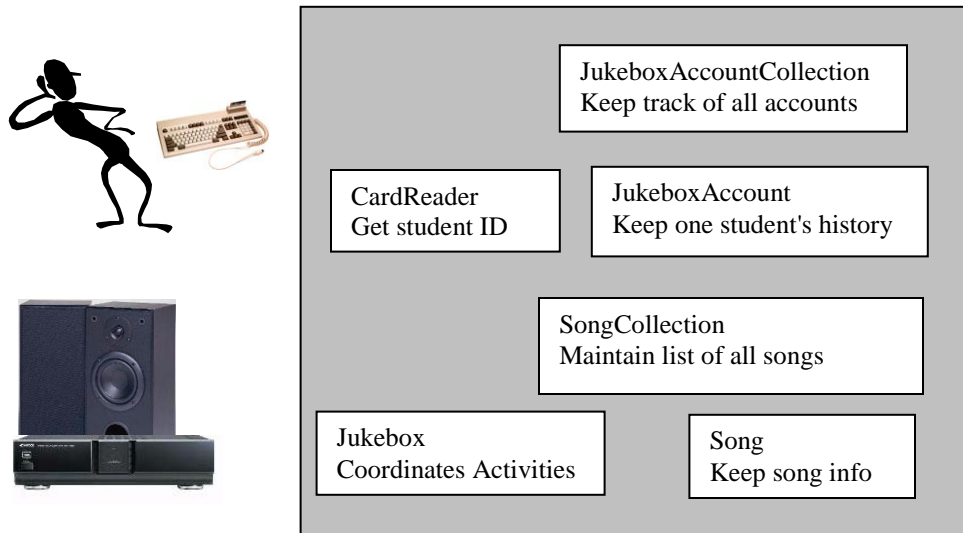 JukeboxAccountCollection
Keep track of all accounts
CardReader
Get student ID
JukeboxAccount
Keep one student's history
SongCollection
Maintain list of all songs
Jukebox
Coordinates Activities
Song
Keep song info